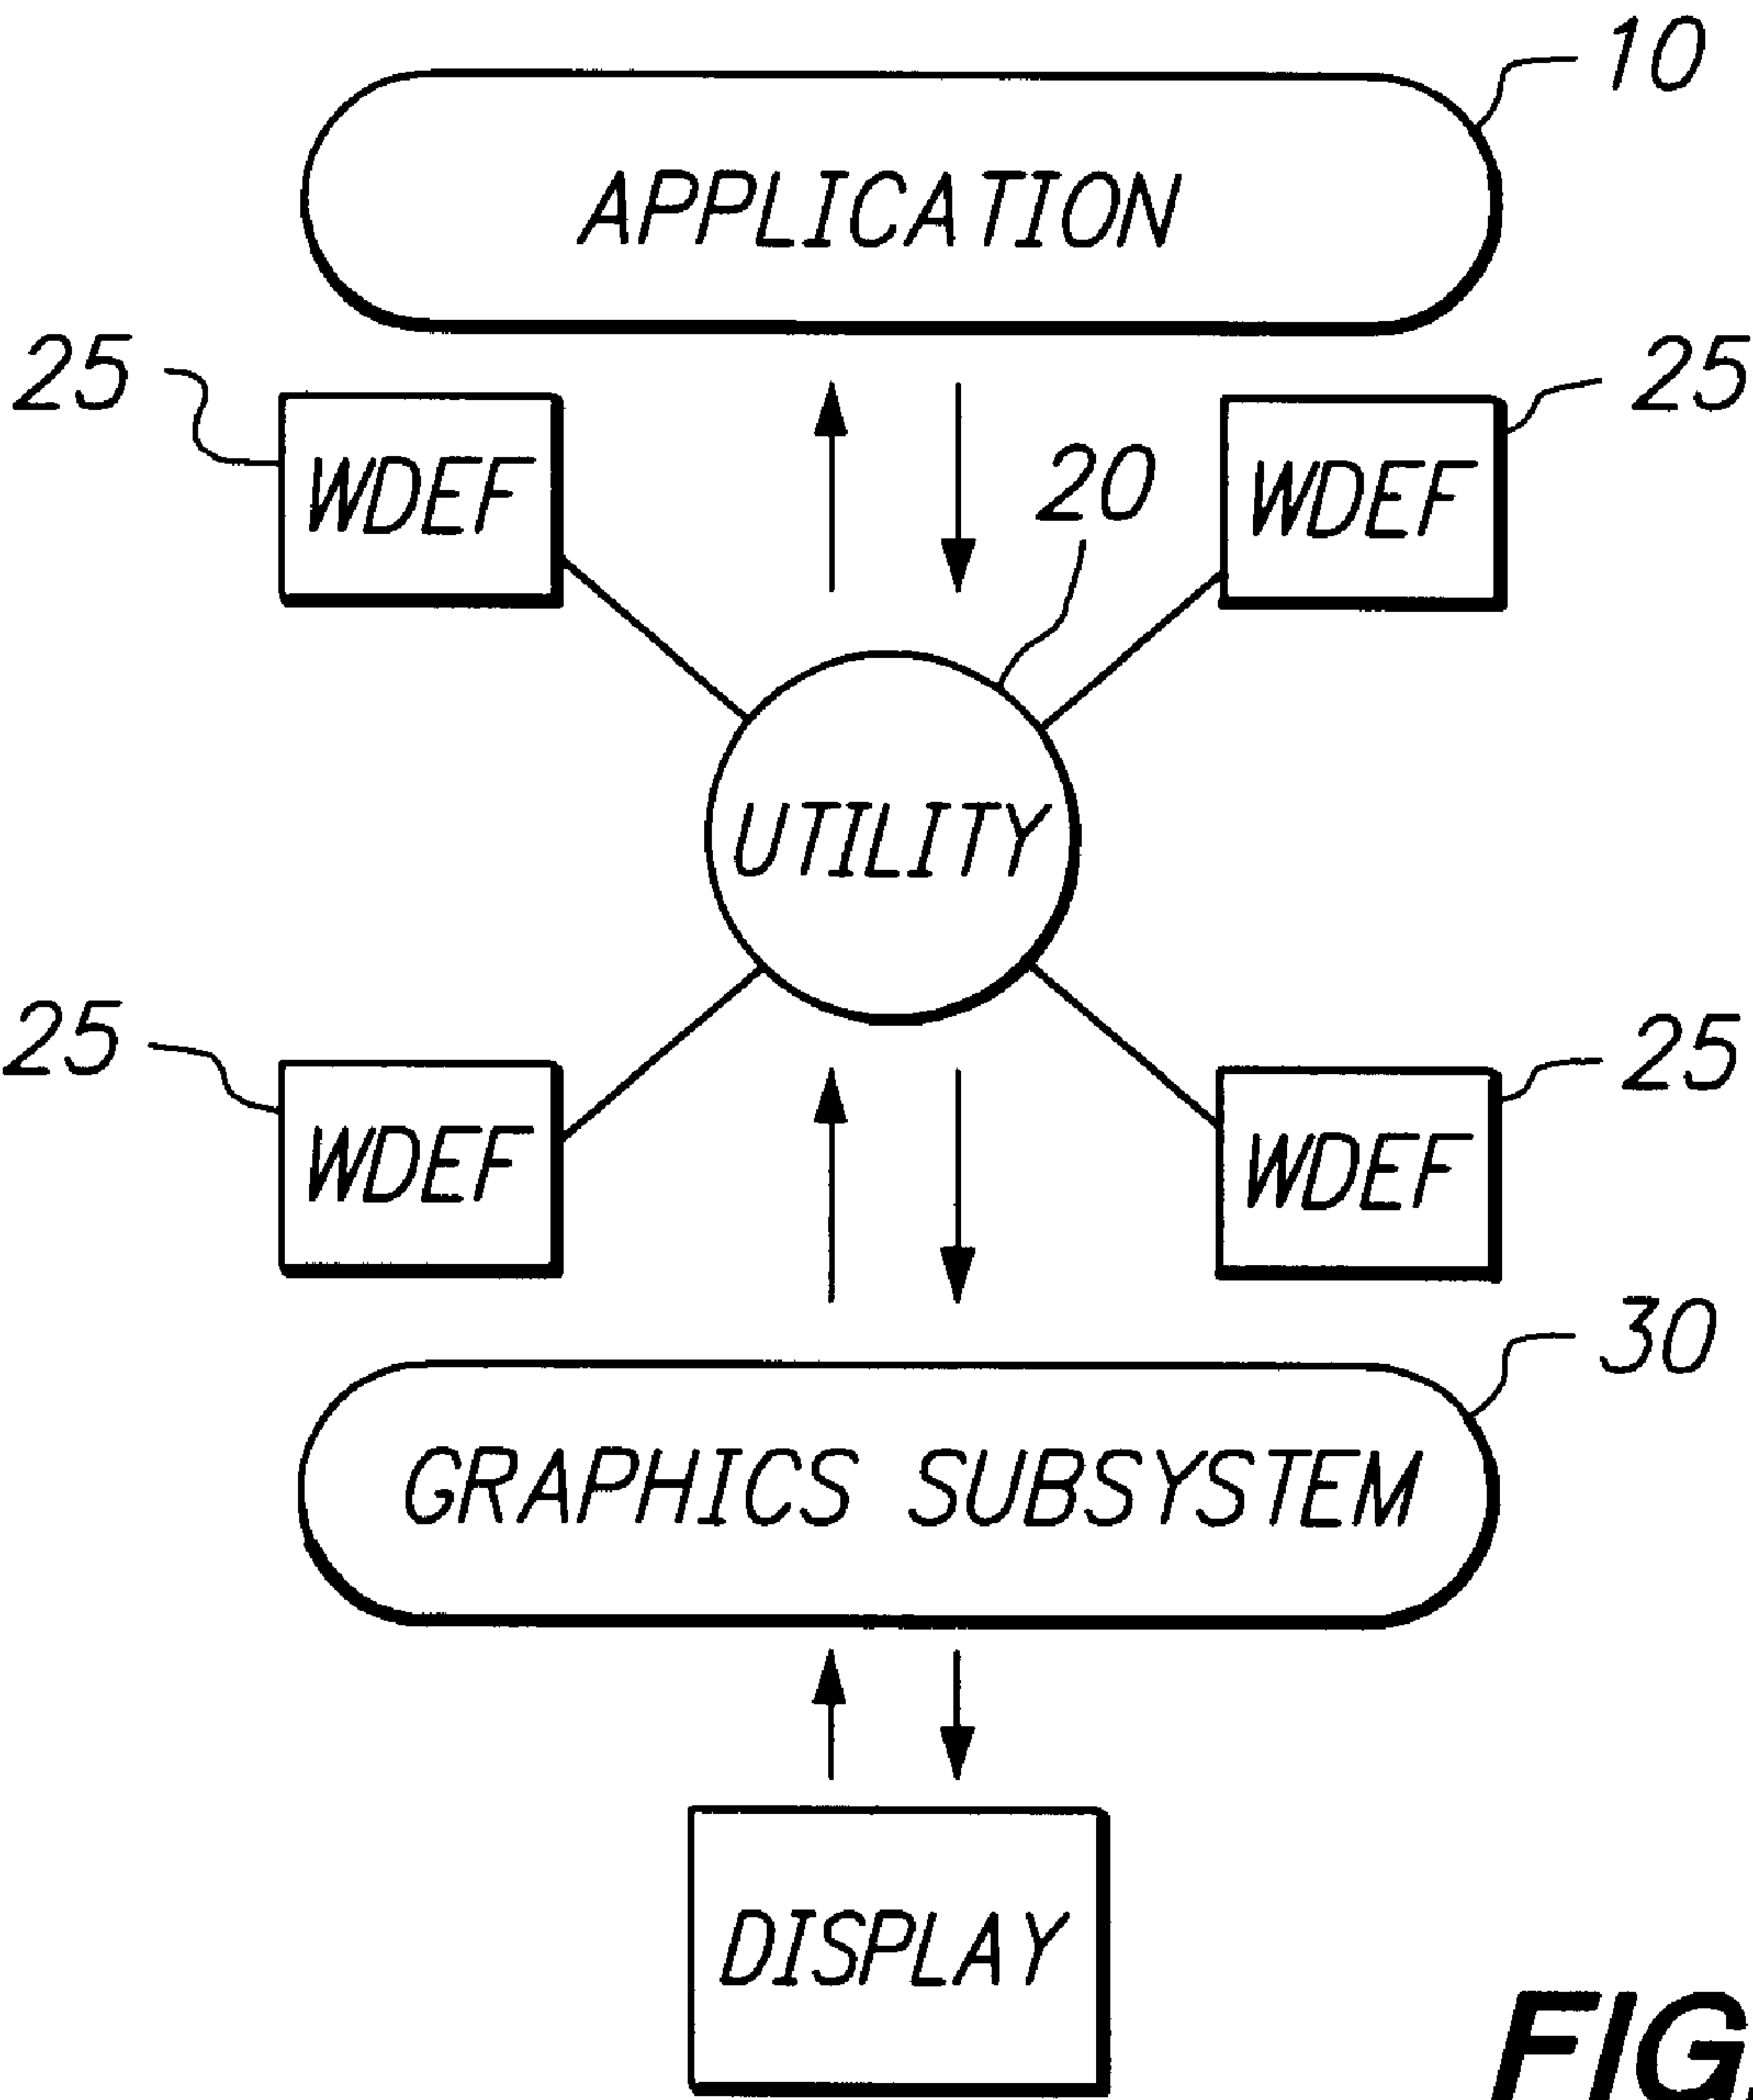 10
APPLICATION
25
25
WDEF
WDEF
20
UTILITY
25
25
WDEF
WDEF
30
GRAPHICS SUBSYSTEM
DISPLAY
FIG.